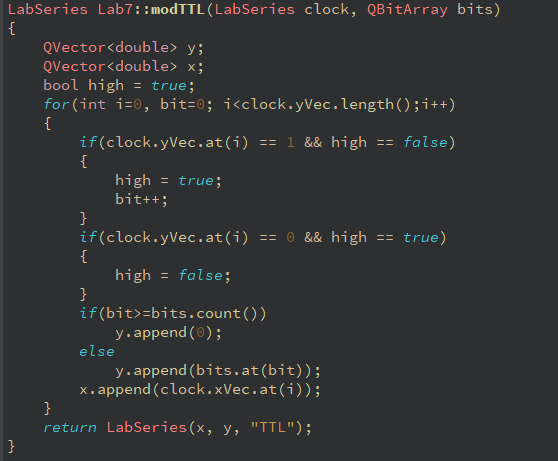 LabSeries Lab7::modTTL(LabSeries clock, QBitArray bits)
{
    QVector<double> y;
    QVector<double> x;
    bool high = true;
    for(int i=0, bit=0; i<clock.yVec.length();i++)
    {
        if(clock.yVec.at(i) == 1 && high == false)
        {
            high = true;
            bit++;
        }
        if(clock.yVec.at(i) == 0 && high == true)
        {
            high = false;
        }
        if(bit>=bits.count())
            y.append(0);
        else
            y.append(bits.at(bit));
        x.append(clock.xVec.at(i));
    }
    return LabSeries(x, y, "TTL");
}